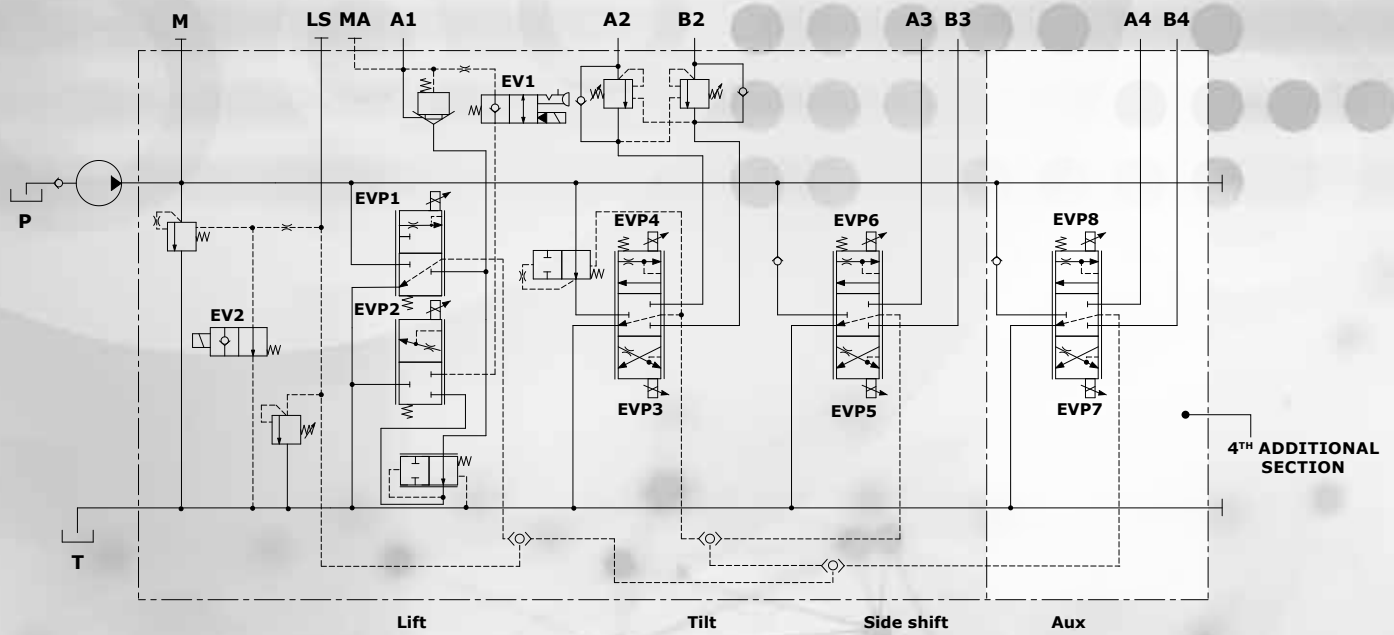 M LS MA A1 A2 B2 A3 B3 A4 B4
EV1
P
EVP1 EVP4 EVP6 EVP8
EV2
EVP2
EVP3 EVP5 EVP7
4TH ADDITIONAL
SECTION
T
Lift Tilt Side shift Aux